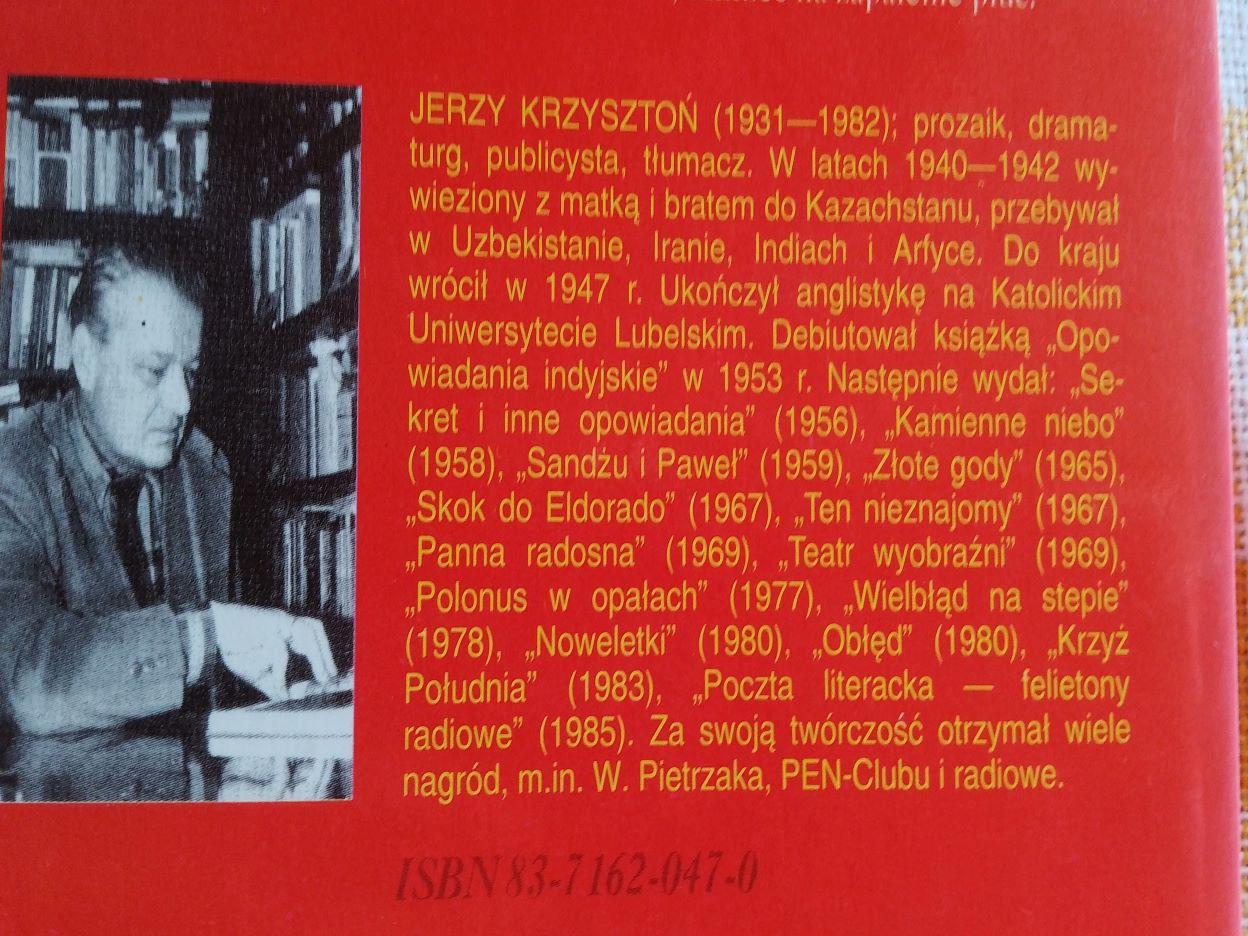 na zapalenie płuc.
JERZY KRZYSZTOŃ (1931—1982); prozaik, drama-
turg, publicysta, tłumacz. W latach 1940—1942 wy-
wieziony z matką i bratem do Kazachstanu, przebywał
w Uzbekistanie, Iranie, Indiach i Arfyce. Do kraju
wrócił w 1947 r. Ukończył anglistykę na Katolickim
Uniwersytecie Lubelskim. Debiutował książką „Opo-
wiadania indyjskie” w 1953 r. Następnie wydał: „Se-
kret i inne opowiadania” (1956), „Kamienne niebo”
(1958), „Sandżu i Paweł” (1959), „Złote gody” (1965),
„Skok do Eldorado” (1967), „Ten nieznajomy” (1967),
„Panna radosna” (1969), „Teatr wyobraźni” (1969),
„Polonus w opałach” (1977), „Wielbłąd na stepie”
(1978), „Noweletki” (1980), „Obłęd” (1980), „Krzyż
Południa” (1983), „Poczta literacka — felietony
radiowe” (1985). Za swoją twórczość otrzymał wiele
nagród, m.in. W. Pietrzaka, PEN-Clubu i radiowe.
ISBN 83-7162-047-0